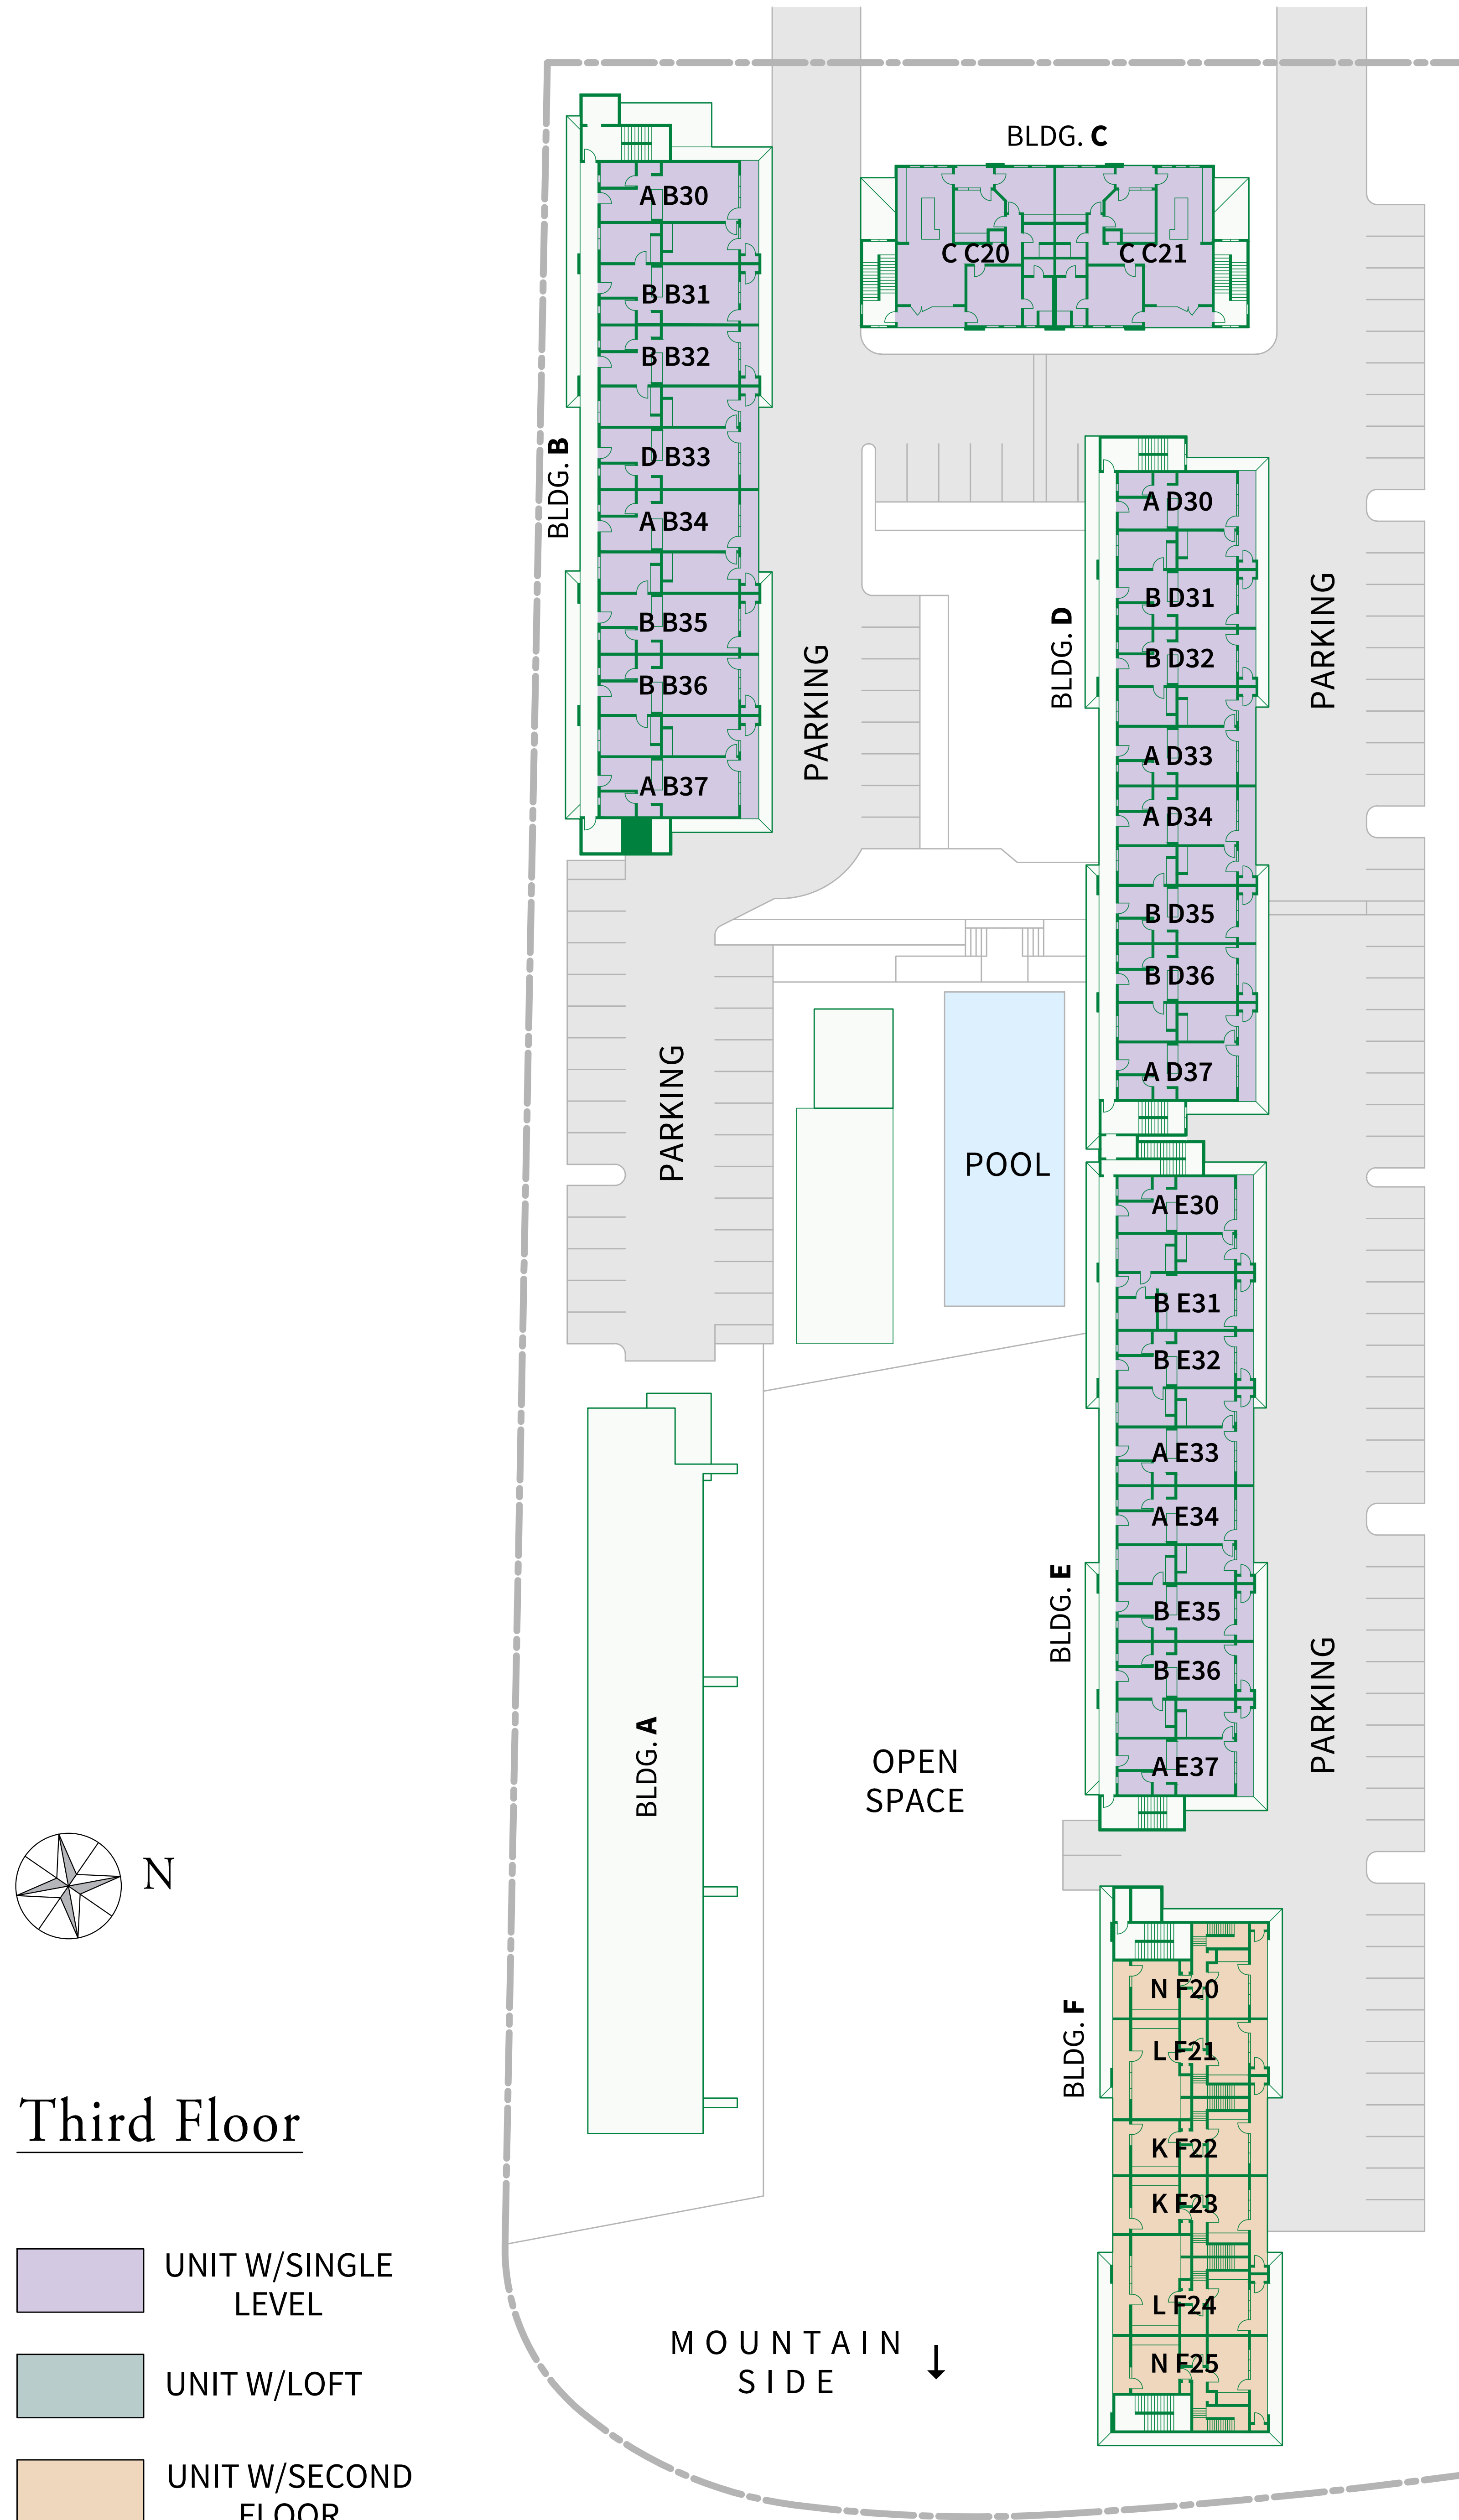 BLDG. C
A B30
C C20
C C21
B B31
B B32
BLDG. B
D B33
A B34
B B35
B B36
A B37
PARKING
A D30
B D31
BLDG. D
B D32
A D33
A D34
B D35
B D36
A D37
PARKING
PARKING
POOL
A E30
B E31
B E32
A E33
A E34
BLDG. E
B E35
B E36
A E37
PARKING
BLDG. A
OPEN
SPACE
N
N F20
BLDG. F
L F21
K F22
K F23
L F24
N F25
Third Floor
UNIT W/SINGLE
LEVEL
UNIT W/LOFT
UNIT W/SECOND
FLOOR
MOUNTAIN
SIDE